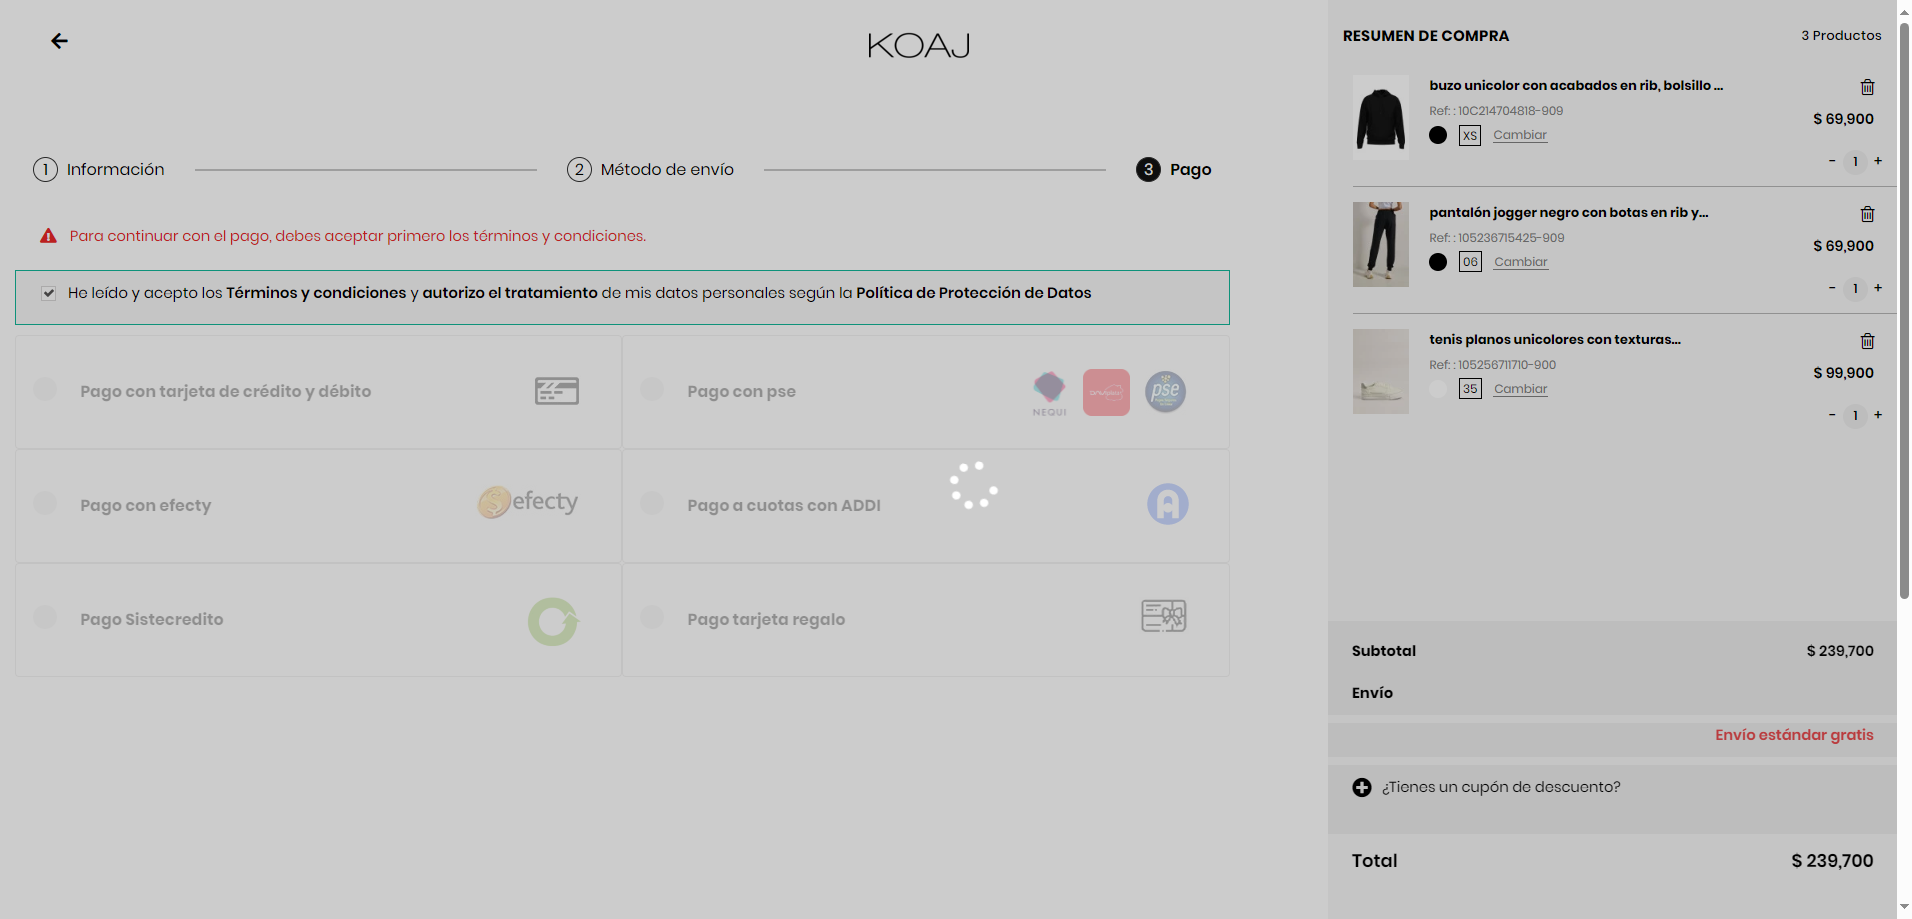 KOAJ
1 Información
2 Método de envío
3 Pago
Para continuar con el pago, debes aceptar primero los términos y condiciones.
He leído y acepto los Términos y condiciones y autorizo el tratamiento de mis datos personales según la Política de Protección de Datos
Pago con tarjeta de crédito y débito
Pago con pse
NEQUI
pse
Pago con efecty
efecty
Pago a cuotas con ADDI
Pago Sistecredito
Pago tarjeta regalo
RESUMEN DE COMPRA
3 Productos
buzo unicolor con acabados en rib, bolsillo ...
Ref: : 10C214704818-909
$ 69,900
XS Cambiar
- 1 +
pantalón jogger negro con botas en rib y...
Ref: : 105236715425-909
$ 69,900
06 Cambiar
- 1 +
tenis planos unicolores con texturas...
Ref: : 105256711710-900
$ 99,900
35 Cambiar
- 1 +
Subtotal $ 239,700
Envío
Envío estándar gratis
¿Tienes un cupón de descuento?
Total $ 239,700